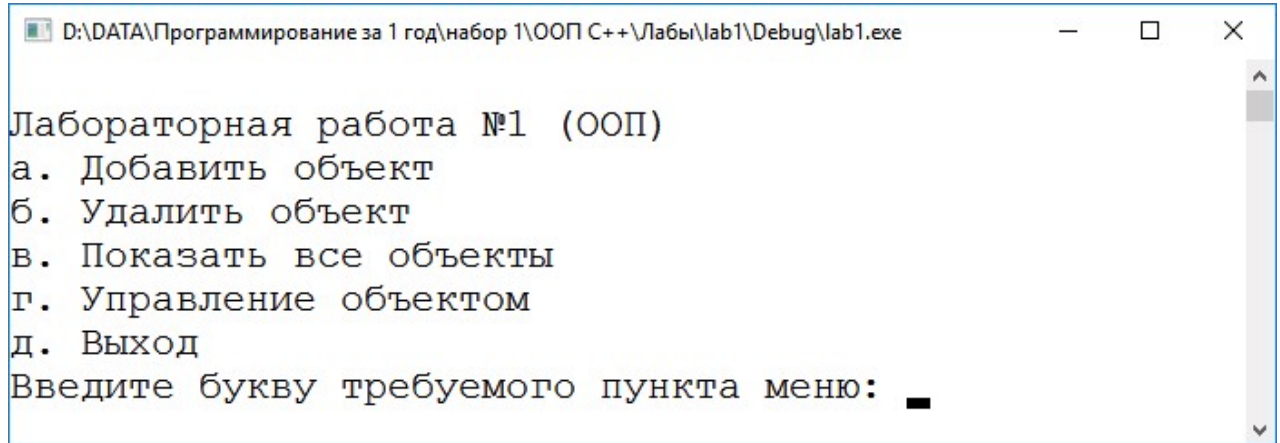 D:\DATA\Программирование за 1 год\набор 1\ООП C++\Лабы\lab1\Debug\lab1.exe
Лабораторная работа №1 (ООП)
а. Добавить объект
б. Удалить объект
в. Показать все объекты
г. Управление объектом
д. Выход
Введите букву требуемого пункта меню: